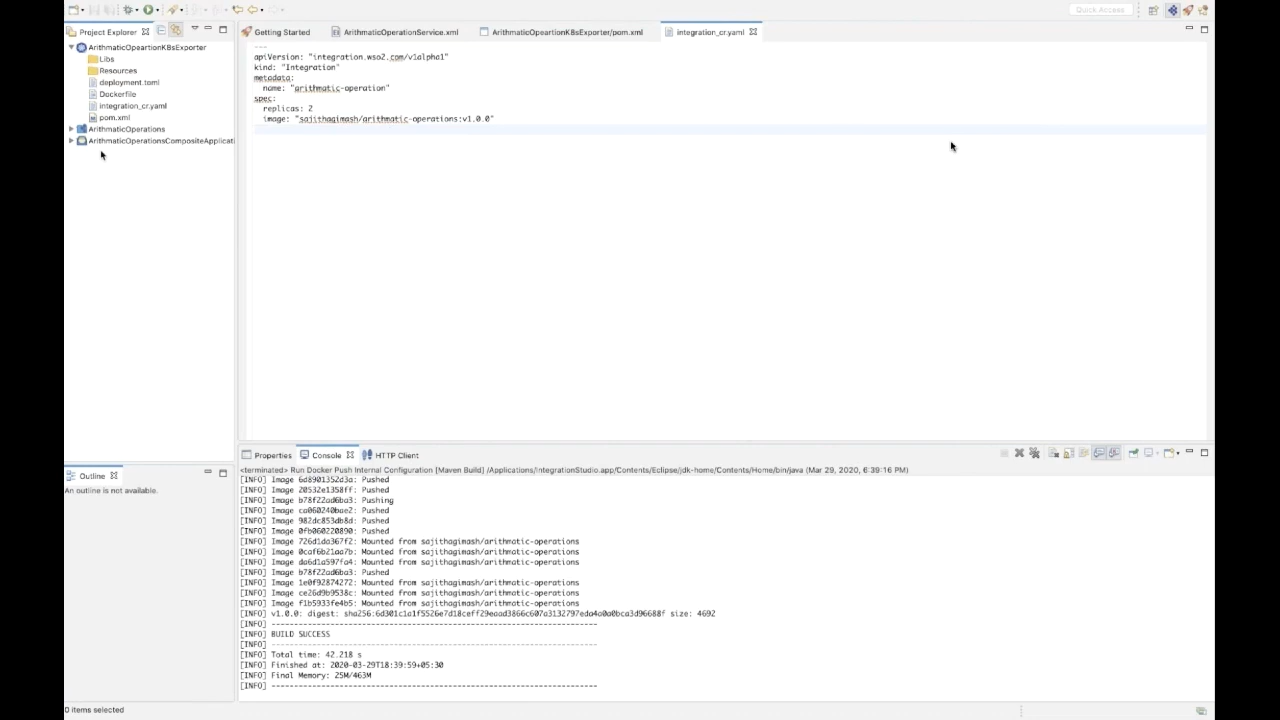 Quick Access
Project Explorer
Getting Started
ArithmaticOperationService.xml
ArithmaticOpeartionK8sExporter/pom.xml
integration_cr.yaml
ArithmaticOpeartionK8sExporter
Libs
Resources
deployment.toml
Dockerfile
integration_cr.yaml
pom.xml
ArithmaticOperations
ArithmaticOperationsCompositeApplicati
---
apiVersion: "integration.wso2.com/v1alpha1"
kind: "Integration"
metadata:
name: "arithmatic-operation"
spec:
replicas: 2
image: "sajithagimash/arithmatic-operations:v1.0.0"
Outline
An outline is not available.
Properties
Console
HTTP Client
<terminated> Run Docker Push Internal Configuration [Maven Build] /Applications/IntegrationStudio.app/Contents/Eclipse/jdk-home/Contents/Home/bin/java (Mar 29, 2020, 6:39:16 PM)
[INFO] Image 6d8901352d3a: Pushed
[INFO] Image 20532e1358ff: Pushed
[INFO] Image b78f22ad6ba3: Pushing
[INFO] Image ca060240bae2: Pushed
[INFO] Image 982dc853db8d: Pushed
[INFO] Image 0fb060220890: Pushed
[INFO] Image 726d1da367f2: Mounted from sajithagimash/arithmatic-operations
[INFO] Image 0caf6b21aa7b: Mounted from sajithagimash/arithmatic-operations
[INFO] Image da6d1a597fa4: Mounted from sajithagimash/arithmatic-operations
[INFO] Image b78f22ad6ba3: Pushed
[INFO] Image 1e0f92874272: Mounted from sajithagimash/arithmatic-operations
[INFO] Image ce26d9b9538c: Mounted from sajithagimash/arithmatic-operations
[INFO] Image f1b5933fe4b5: Mounted from sajithagimash/arithmatic-operations
[INFO] v1.0.0: digest: size: 4692
[INFO] ------------------------------------------------------------------------
[INFO] BUILD SUCCESS
[INFO] ------------------------------------------------------------------------
[INFO] Total time: 42.218 s
[INFO] Finished at: 2020-03-29T18:39:59+05:30
[INFO] Final Memory: 25M/463M
[INFO] ------------------------------------------------------------------------
0 items selected